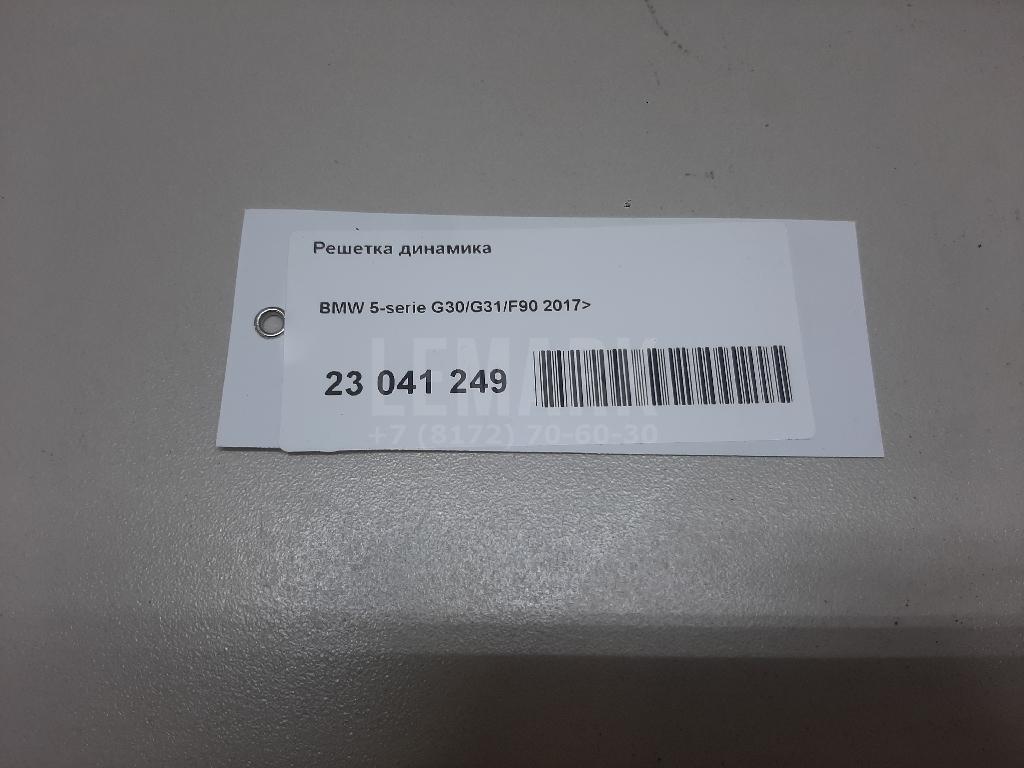 Решетка динамика
BMW 5-serie G30/G31/F90 2017>
23 041 249
LEMARK
+7 (8172) 70-60-30